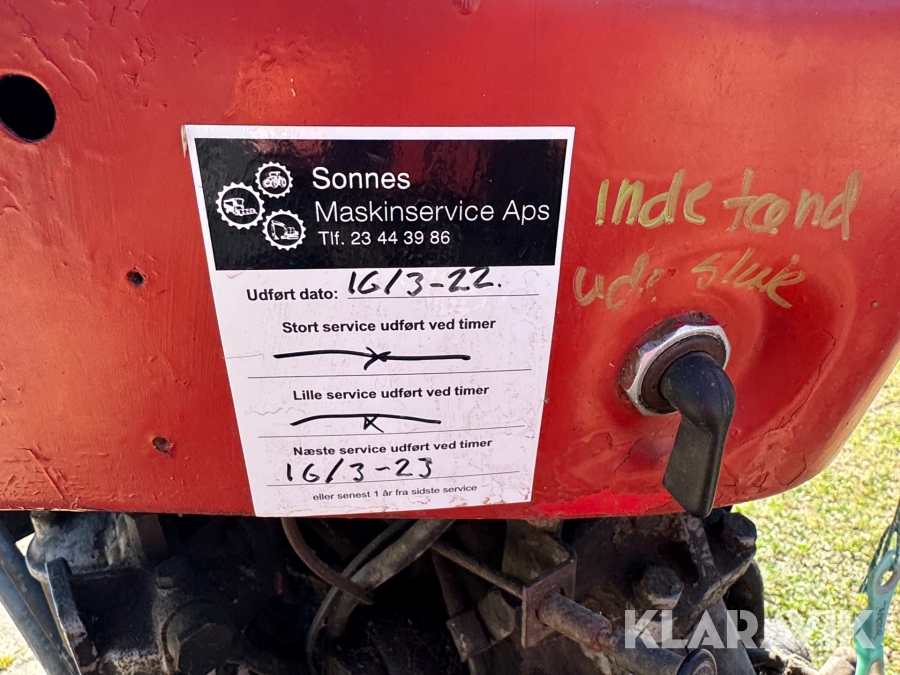 Sonnes
Maskinservice Aps
Tlf. 23 44 39 86
Udført dato: 16/3-22.
Stort service udført ved timer
Lille service udført ved timer
Næste service udført ved timer
16/3-23
eller senest 1 år fra sidste service
Inde tænd
ude sluk
KLARAVIK